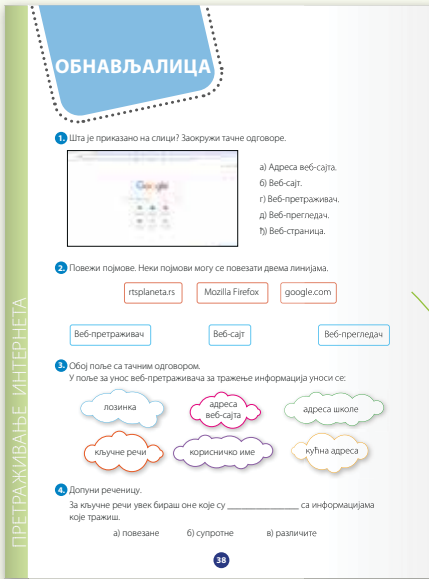 ОБНАВЉАЛИЦА
1. Шта је приказано на слици? Заокружи тачне одговоре.
Google
а) Адреса веб-сајта.
б) Веб-сајт.
г) Веб-претраживач.
д) Веб-прегледач.
ђ) Веб-страница.
2. Повежи појмове. Неки појмови могу се повезати двема линијама.
rtsplaneta.rs Mozilla Firefox google.com
Веб-претраживач Веб-сајт Веб-прегледач
3. Обој поље са тачним одговором.
У поље за унос веб-претраживача за тражење информација уноси се:
лозинка
адреса
веб-сајта
адреса школе
кључне речи
корисничко име
кућна адреса
4. Допуни реченицу.
За кључне речи увек бираш оне које су _________________ са информацијама
које тражиш.
а) повезане б) супротне в) различите
ПРЕТРАЖИВАЊЕ ИНТЕРНЕТА
38